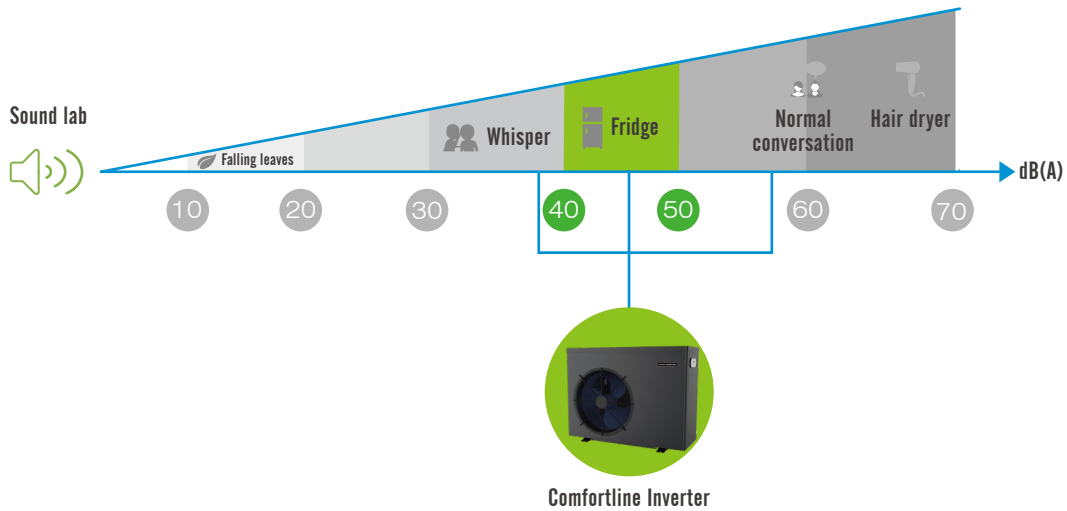 Sound lab
Falling leaves
Whisper
Fridge
Normal
conversation
Hair dryer
dB(A)
10
20
30
40
50
60
70
Comfortline Inverter